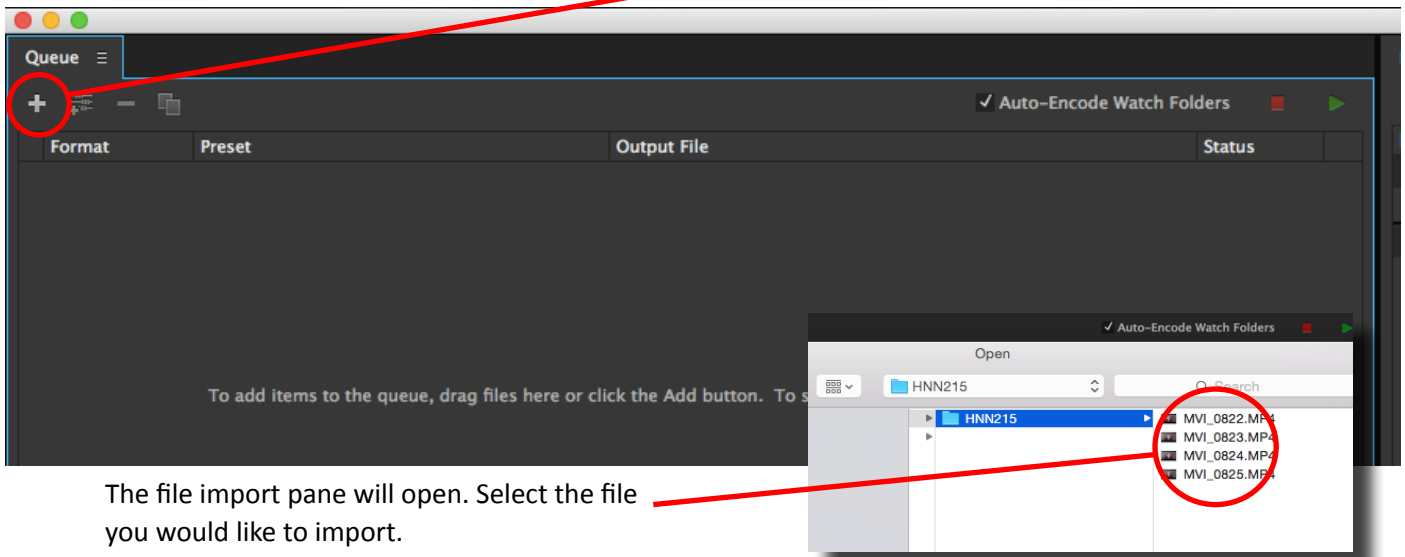 Queue
Auto-Encode Watch Folders
Format Preset Output File Status
To add items to the queue, drag files here or click the Add button. To s
Auto-Encode Watch Folders
Open
HNN215 Search
HNN215 MVI_0822.MP4
MVI_0823.MP4
MVI_0824.MP4
MVI_0825.MP4
The file import pane will open. Select the file
you would like to import.